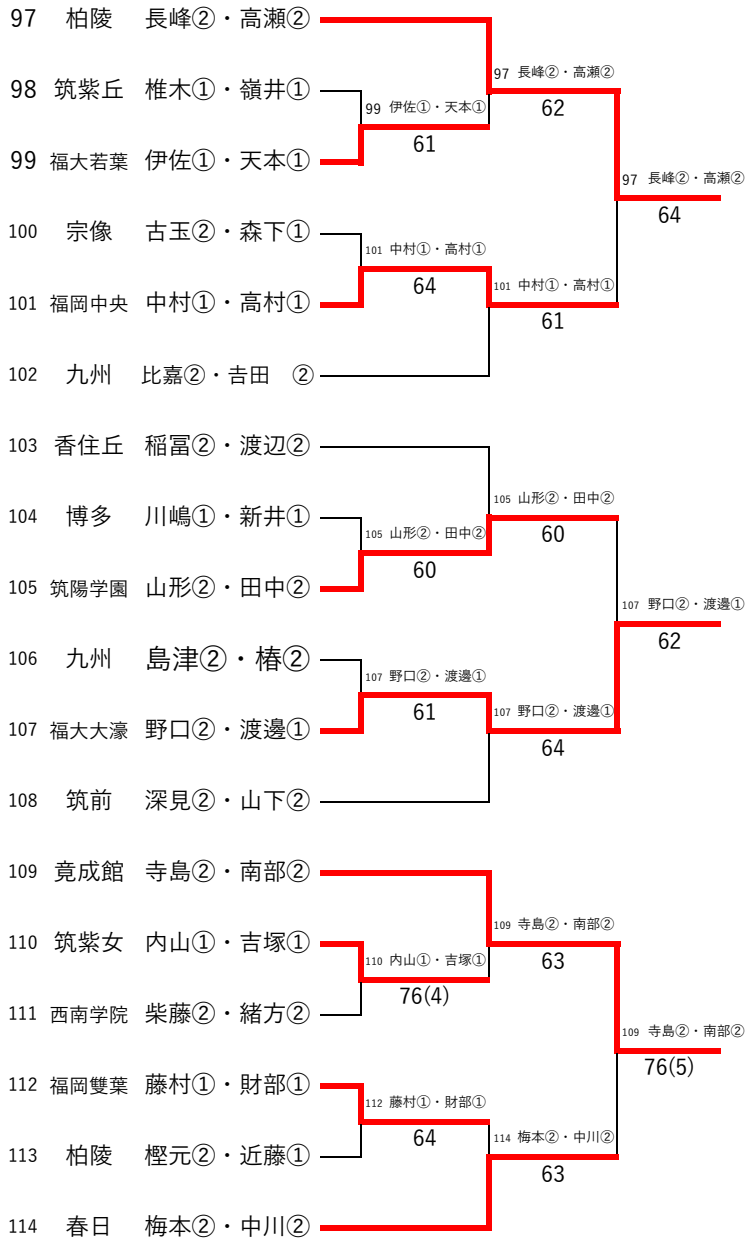 97 柏陵 長峰②・高瀬②
97 長峰②・高瀬②
98 筑紫丘 椎木①・嶺井①
62
99 伊佐①・天本①
61
99 福大若葉 伊佐①・天本①
97 長峰②・高瀬②
64
100 宗像 古玉②・森下①
101 中村①・高村①
64
101 中村①・高村①
101 福岡中央 中村①・高村①
61
102 九州 比嘉②・吉田 ②
103 香住丘 稲冨②・渡辺②
105 山形②・田中②
104 博多 川嶋①・新井①
60
105 山形②・田中②
60
105 筑陽学園 山形②・田中②
107 野口②・渡邊①
62
106 九州 島津②・椿②
107 野口②・渡邊①
61
107 野口②・渡邊①
107 福大大濠 野口②・渡邊①
64
108 筑前 深見②・山下②
109 竟成館 寺島②・南部②
109 寺島②・南部②
110 筑紫女 内山①・吉塚①
63
110 内山①・吉塚①
76(4)
111 西南学院 柴藤②・緒方②
109 寺島②・南部②
76(5)
112 福岡雙葉 藤村①・財部①
112 藤村①・財部①
64
114 梅本②・中川②
113 柏陵 樫元②・近藤①
63
114 春日 梅本②・中川②